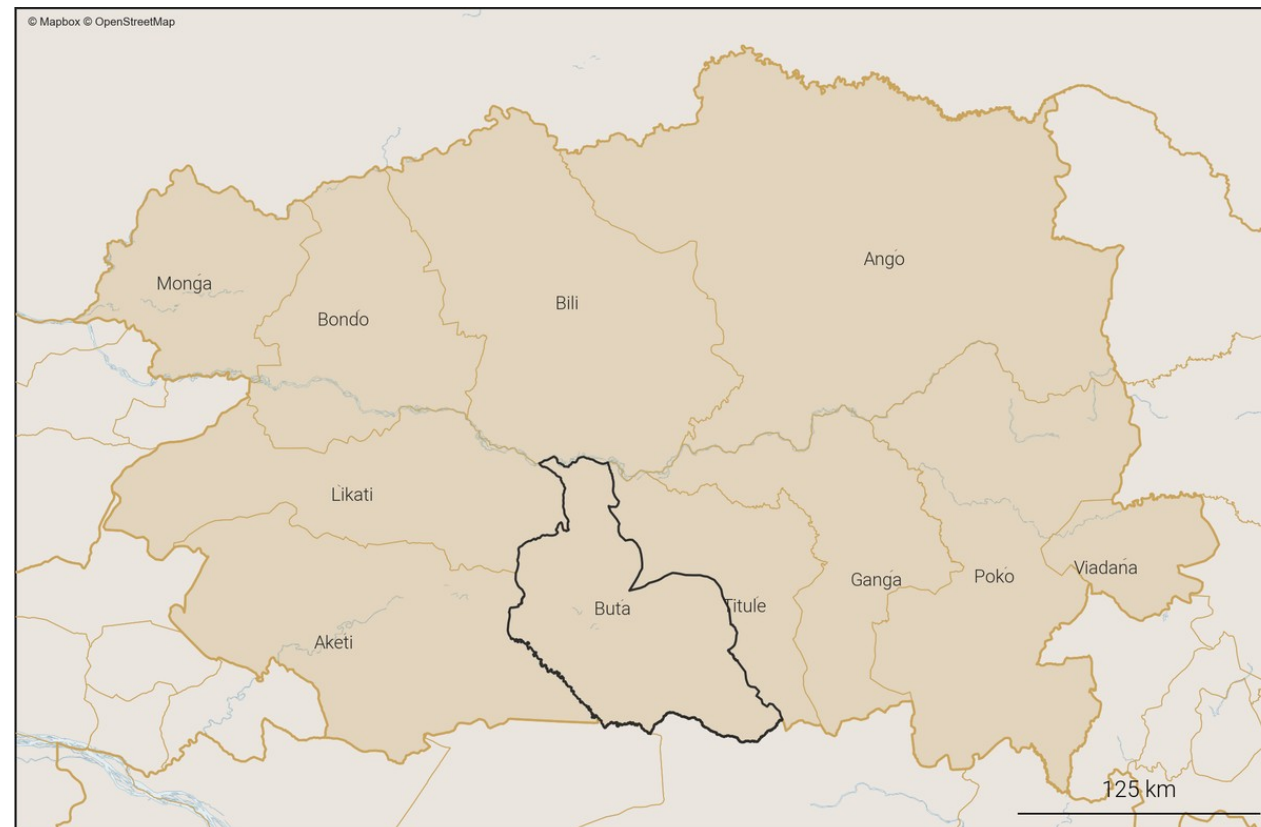 © Mapbox © OpenStreetMap
Ango
Monga
Bili
Bondo
Likati
Viadana
Poko
Ganga
Titule
Buta
Aketi
125 km